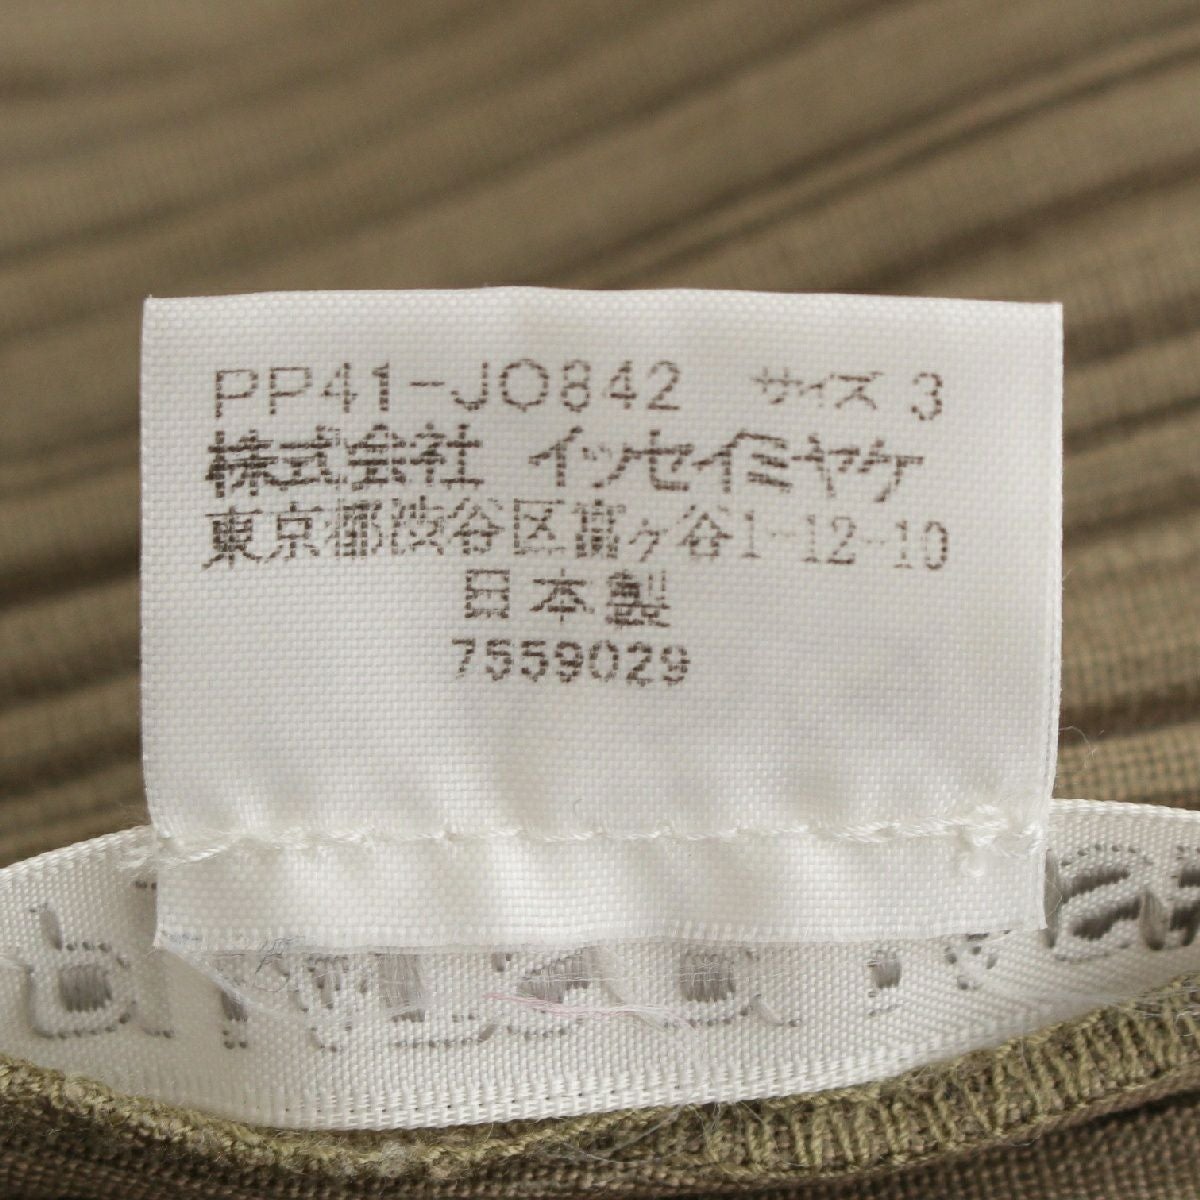 PP41-JO842 サイズ 3
株式会社 イッセイミヤケ
東京都渋谷区富ヶ谷1-12-10
日本製
7559029